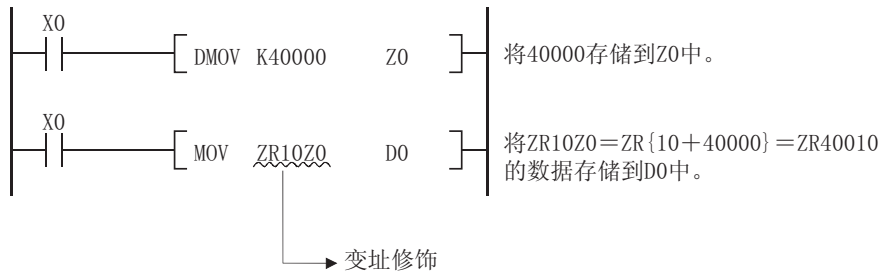 X0
DMOV K40000 Z0
将40000存储到Z0中。
X0
MOV ZR10Z0 D0
将ZR10Z0＝ZR{10＋40000}＝ZR40010
的数据存储到D0中。
变址修饰